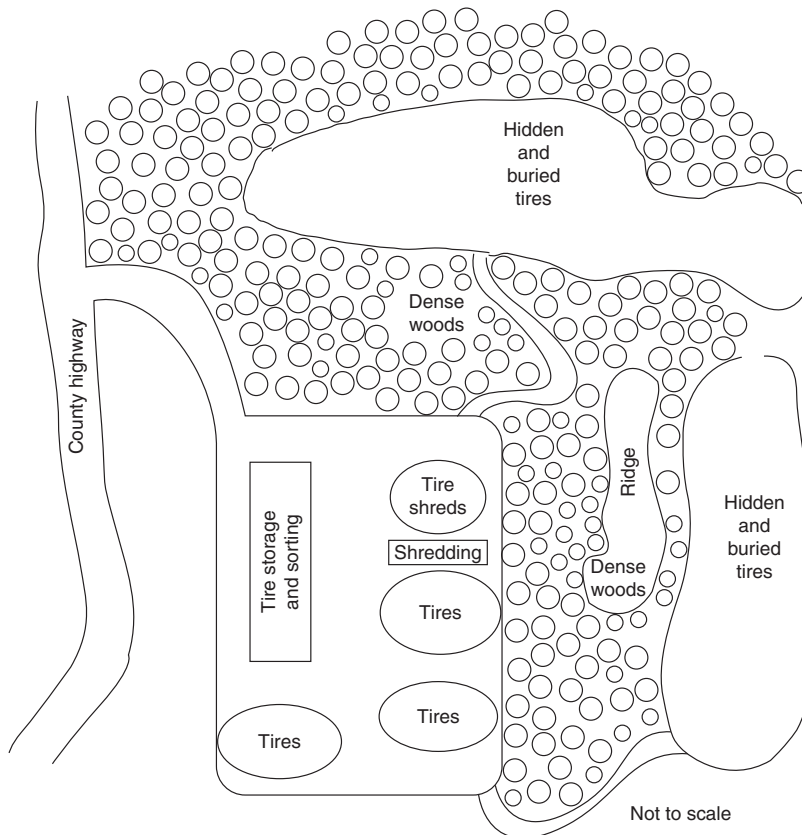 Hidden
and
buried
tires
Dense
woods
County highway
Tire storage
and sorting
Tire
shreds
Shredding
Tires
Tires
Tires
Ridge
Dense
woods
Hidden
and
buried
tires
Not to scale